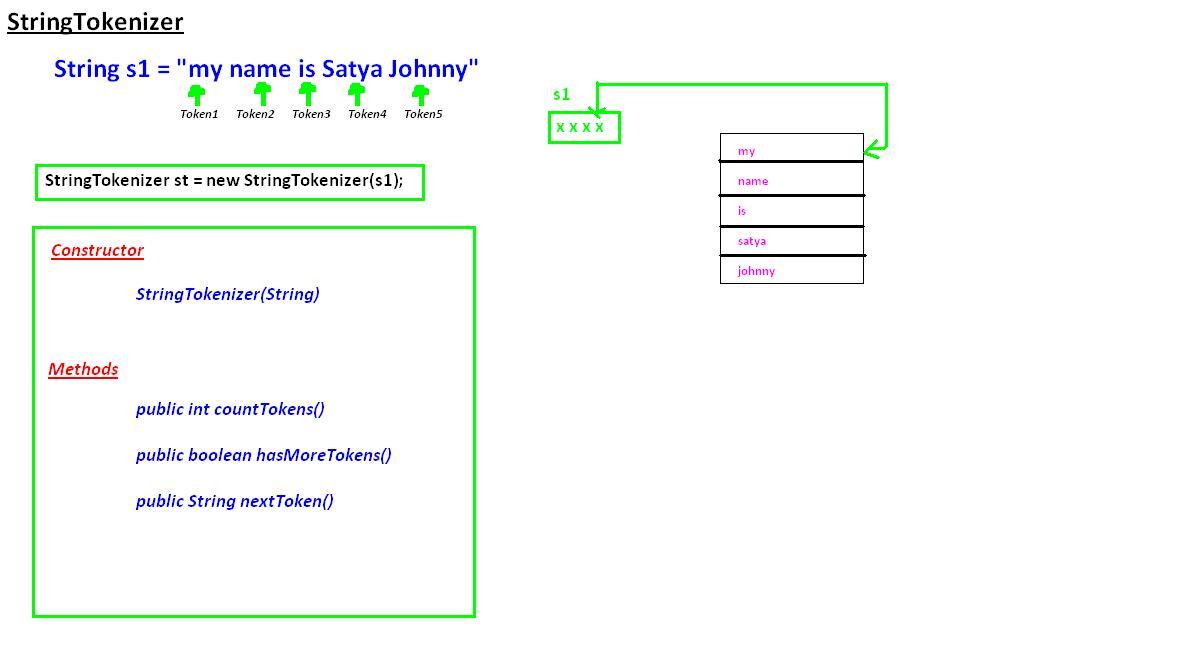 StringTokenizer
String s1 = "my name is Satya Johnny"
Token1 Token2 Token3 Token4 Token5
StringTokenizer st = new StringTokenizer(s1);
Constructor
StringTokenizer(String)
Methods
public int countTokens()
public boolean hasMoreTokens()
public String nextToken()
s1
x x x x
my
name
is
satya
johnny